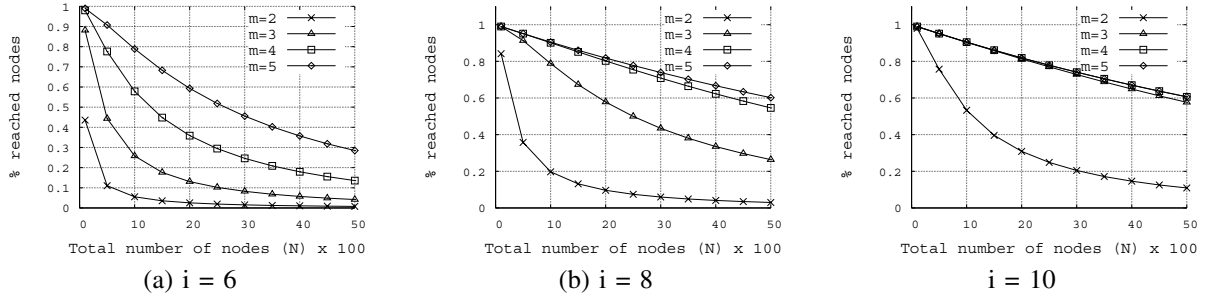 % reached nodes
1
0.9
0.8
0.7
0.6
0.5
0.4
0.3
0.2
0.1
0
0 10 20 30 40 50
Total number of nodes (N) x 100
m=2
m=3
m=4
m=5
(a) i = 6
% reached nodes
1
0.8
0.6
0.4
0.2
0
0 10 20 30 40 50
Total number of nodes (N) x 100
m=2
m=3
m=4
m=5
(b) i = 8
% reached nodes
1
0.8
0.6
0.4
0.2
0
0 10 20 30 40 50
Total number of nodes (N) x 100
m=2
m=3
m=4
m=5
i = 10